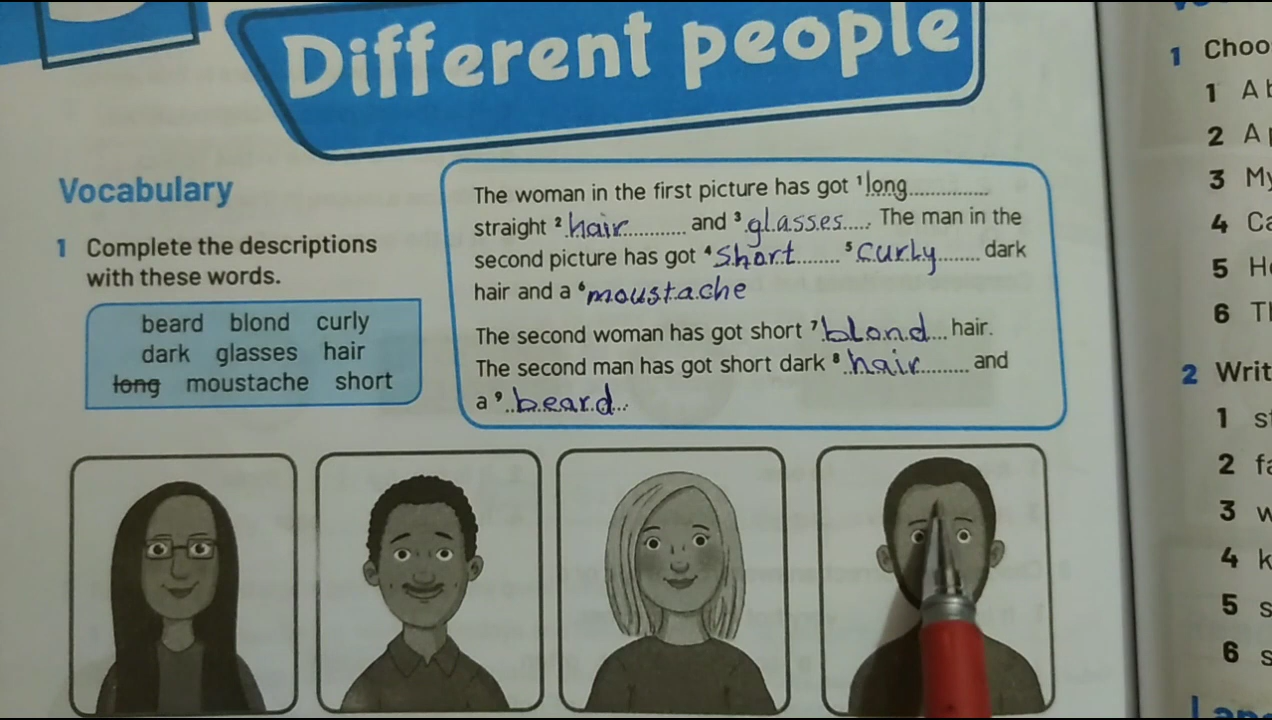 Different people
Vocabulary
1 Complete the descriptions
with these words.
beard blond curly
dark glasses hair
long moustache short
The woman in the first picture has got ¹long...............
straight ²hair........... and ³glasses..... The man in the
second picture has got ⁴short........ ⁵curly........ dark
hair and a ⁶moustache
The second woman has got short ⁷blond.... hair.
The second man has got short dark ⁸hair.......... and
a ⁹beard...
1 Choo
1 A
2 A
3 My
4 Ca
5 H
6 T
2 Writ
1 s
2 fa
3 w
4 k
5 s
6 s